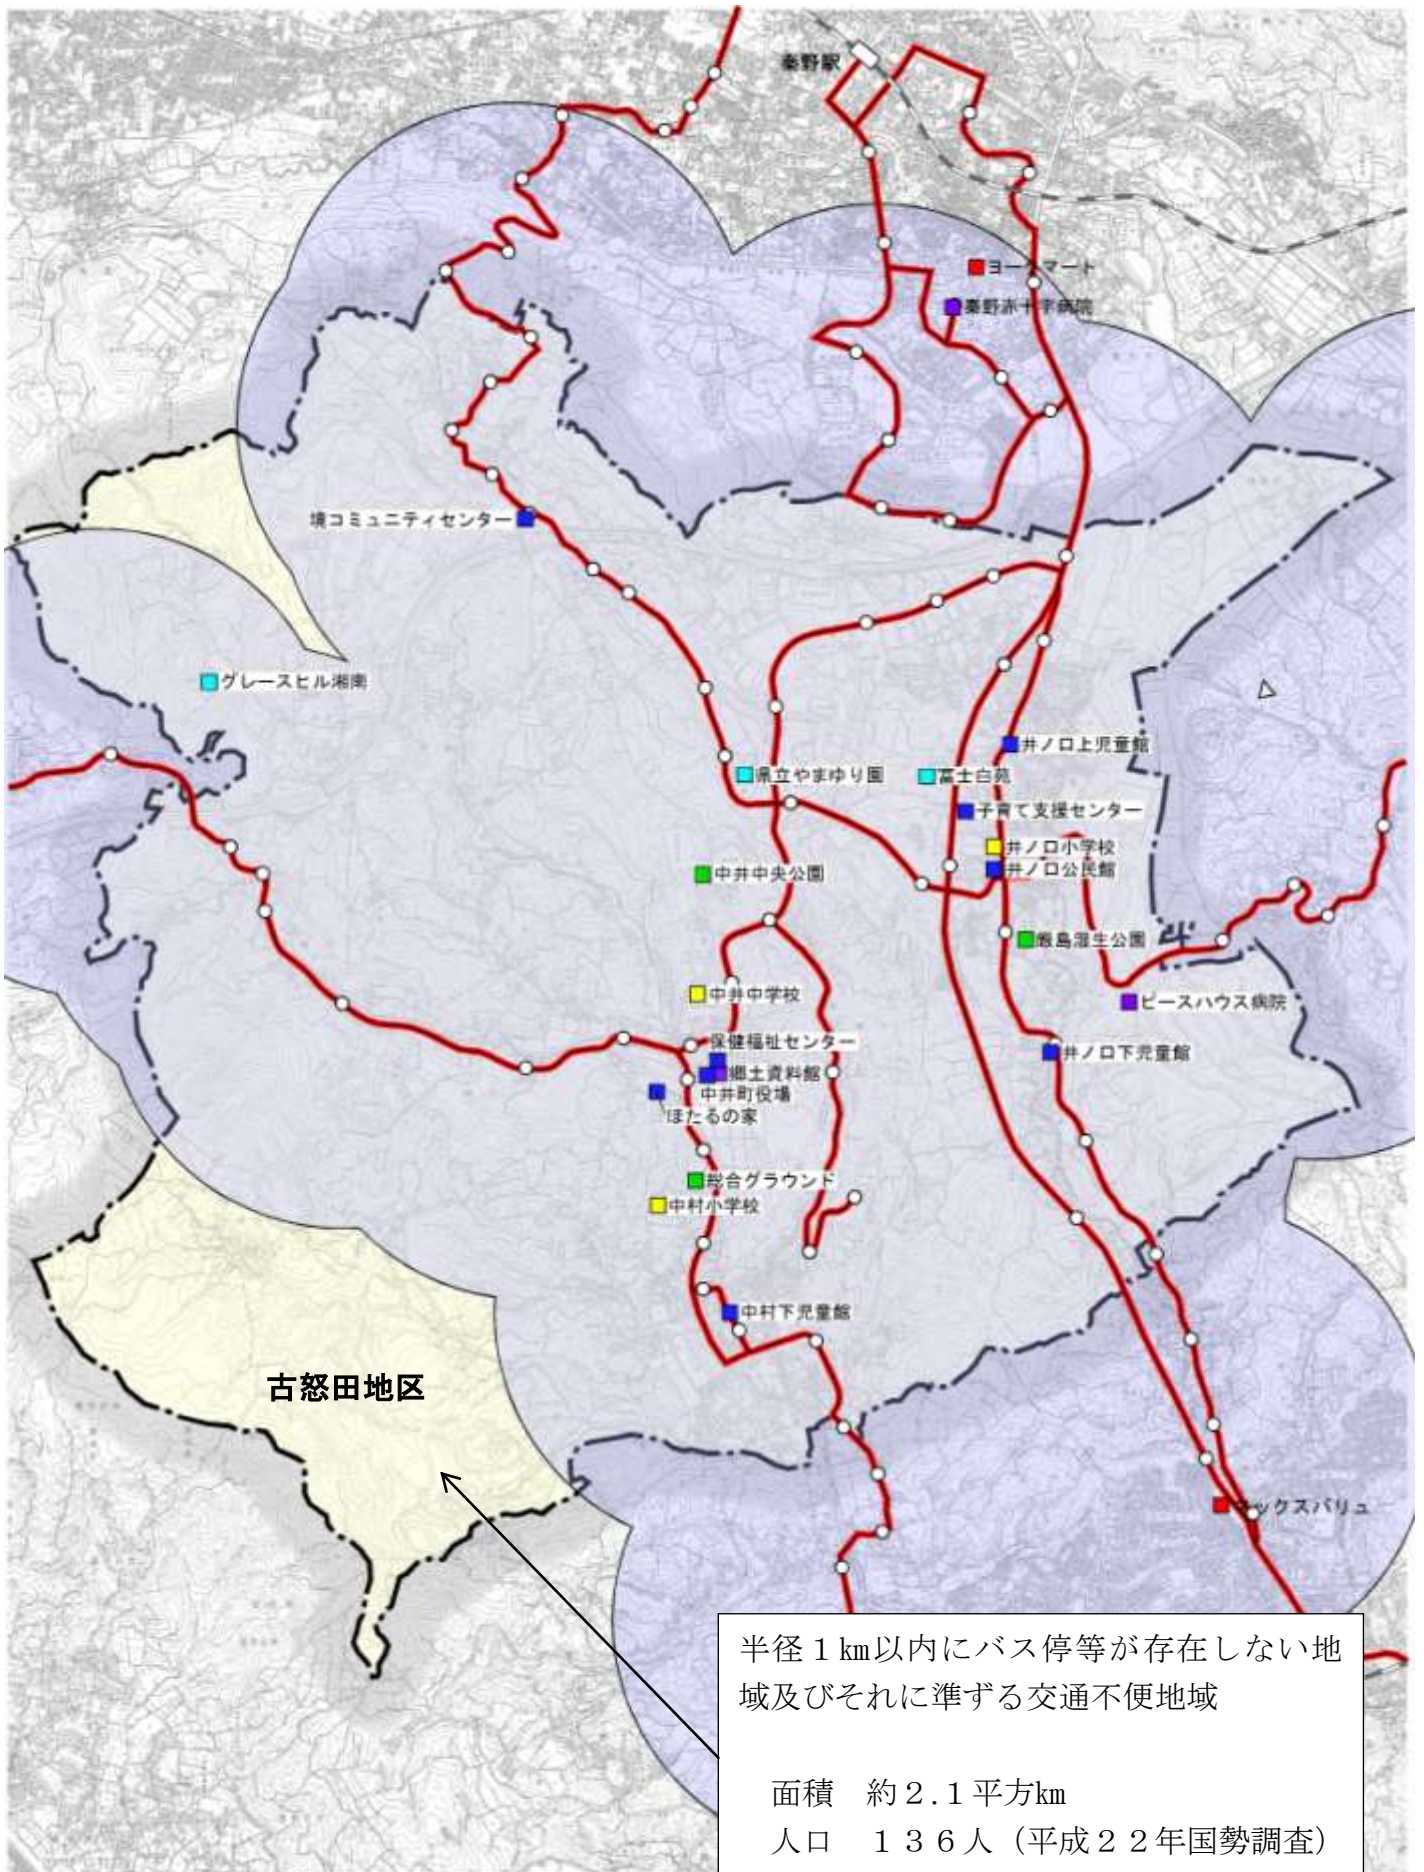 秦野駅
ヨークマート
秦野赤十字病院
境コミュニティセンター
グレースヒル湘南
井ノ口上児童館
県立やまゆり園
富士白苑
子育て支援センター
井ノ口小学校
中井中央公園
井ノ口公民館
厳島湿生公園
中井中学校
ピースハウス病院
保健福祉センター
井ノ口下児童館
郷土資料館
中井町役場
ほたるの家
総合グラウンド
中村小学校
中村下児童館
古怒田地区
マックスバリュ
半径１㎞以内にバス停等が存在しない地
域及びそれに準ずる交通不便地域
面積　約２.１平方㎞
人口　１３６人（平成２２年国勢調査）